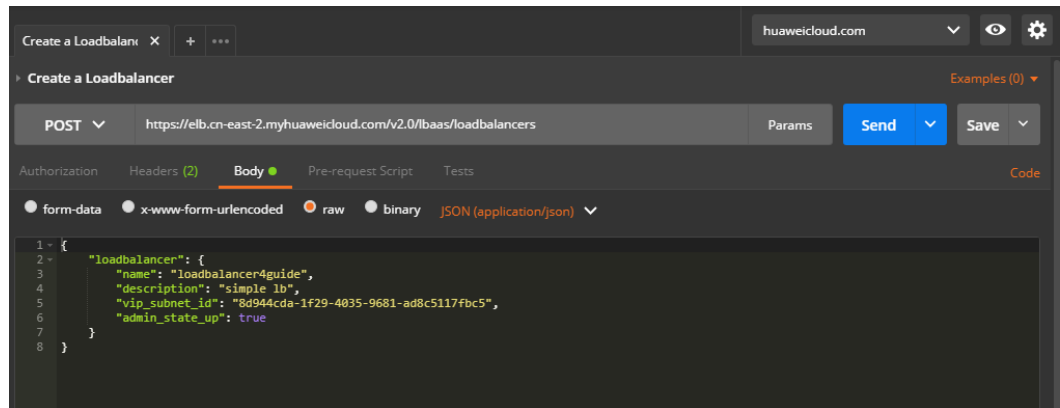 Create a Loadbalanc × + •••
huaweicloud.com
Create a Loadbalancer
Examples (0)
POST https://elb.cn-east-2.myhuaweicloud.com/v2.0/lbaas/loadbalancers Params Send Save
Authorization Headers (2) Body Pre-request Script Tests Code
form-data x-www-form-urlencoded raw binary JSON (application/json)
1 {
2 "loadbalancer": {
3 "name": "loadbalancer4guide",
4 "description": "simple lb",
5 "vip_subnet_id": "8d944cda-1f29-4035-9681-ad8c5117fbc5",
6 "admin_state_up": true
7 }
8 }